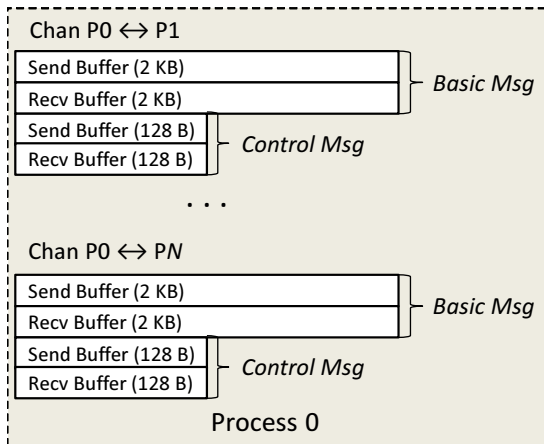 Chan P0 ↔ P1
Send Buffer (2 KB)
Recv Buffer (2 KB)
Basic Msg
Send Buffer (128 B)
Recv Buffer (128 B)
Control Msg
. . .
Chan P0 ↔ PN
Send Buffer (2 KB)
Recv Buffer (2 KB)
Basic Msg
Send Buffer (128 B)
Recv Buffer (128 B)
Control Msg
Process 0